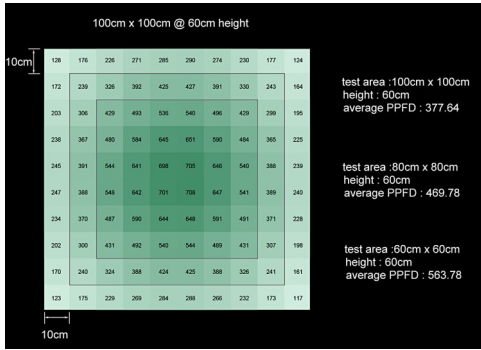 100cm x 100cm @ 60cm height
10cm
128 176 226 271 285 290 274 230 177 124
172 239 326 392 425 427 391 330 243 164
203 306 429 493 536 540 496 429 299 195
238 367 480 584 645 651 590 484 365 225
245 391 544 641 698 705 646 540 388 239
247 388 548 642 701 708 647 541 389 240
234 370 487 590 644 648 591 491 371 228
202 300 431 492 540 544 489 431 307 198
170 240 324 388 424 425 388 326 241 161
123 175 229 269 284 288 266 232 173 117
10cm
test area :100cm x 100cm
height : 60cm
average PPFD : 377.64
test area :80cm x 80cm
height : 60cm
average PPFD : 469.78
test area :60cm x 60cm
height : 60cm
average PPFD : 563.78